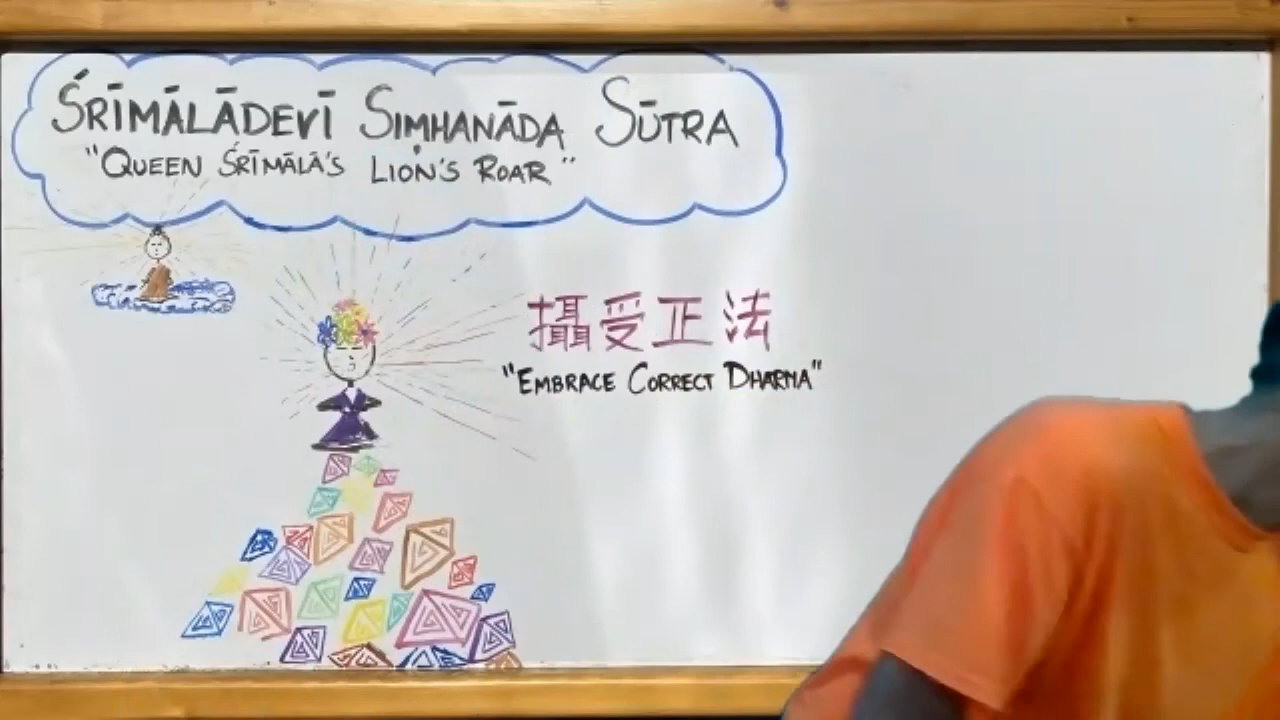 ŚRĪMĀLĀDEVĪ SIṂHANĀDA SŪTRA
"QUEEN ŚRĪMĀLĀ'S LION'S ROAR"
攝受正法
"EMBRACE CORRECT DHARMA"